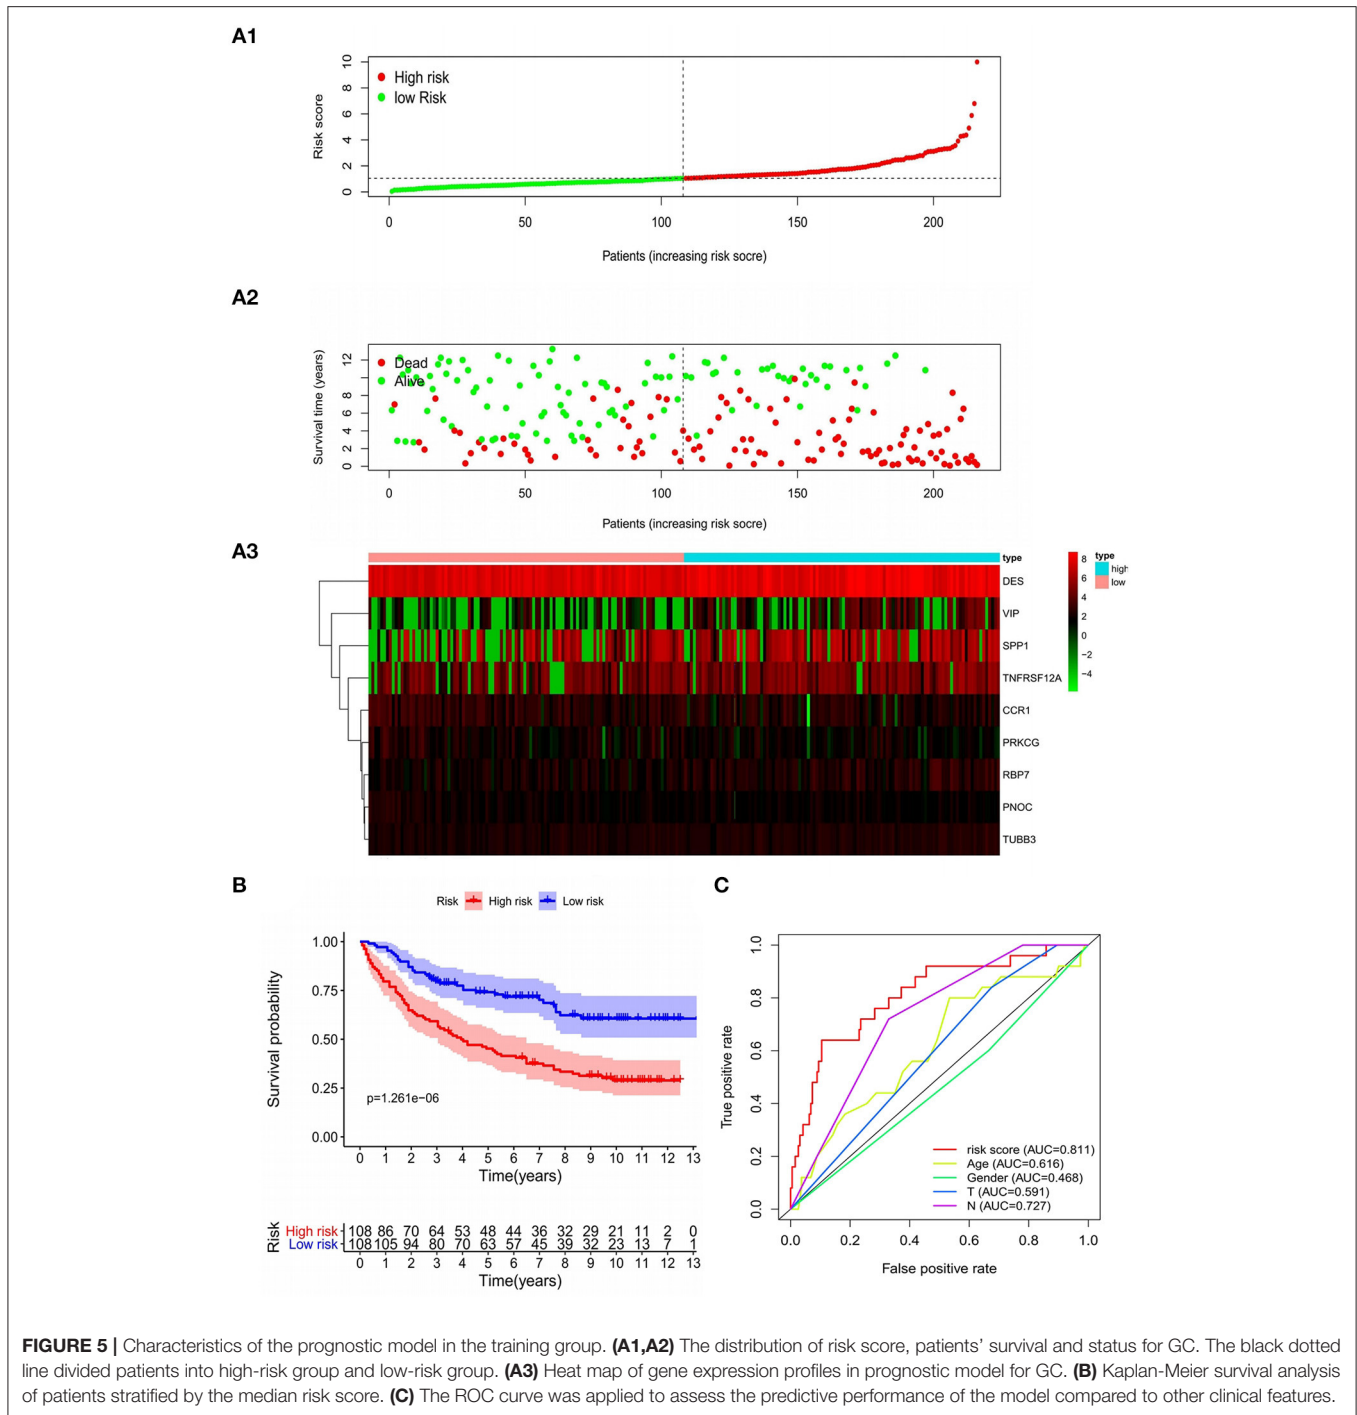 A1
High risk
low Risk
Risk score
10
8
6
4
2
0
0 50 100 150 200
Patients (increasing risk socre)
A2
Dead
Alive
Survival time (years)
12
8
6
4
2
0
0 50 100 150 200
Patients (increasing risk socre)
A3
type
DES
VIP
SPP1
TNFRSF12A
CCR1
PRKCG
RBP7
PNOC
TUBB3
8
6
4
2
0
−2
−4
type
high
low
B
Risk High risk Low risk
Survival probability
1.00
0.75
0.50
0.25
0.00
p=1.261e−06
0 1 2 3 4 5 6 7 8 9 10 11 12 13
Time(years)
Risk
High risk 108 86 70 64 53 48 44 36 32 29 21 11 2 0
Low risk 108 105 94 80 70 63 57 45 39 32 23 13 7 1
0 1 2 3 4 5 6 7 8 9 10 11 12 13
Time(years)
C
True positive rate
1.0
0.8
0.6
0.4
0.2
0.0
risk score (AUC=0.811)
Age (AUC=0.616)
Gender (AUC=0.468)
T (AUC=0.591)
N (AUC=0.727)
0.0 0.2 0.4 0.6 0.8 1.0
False positive rate
FIGURE 5 | Characteristics of the prognostic model in the training group. (A1,A2) The distribution of risk score, patients’ survival and status for GC. The black dotted
line divided patients into high-risk group and low-risk group. (A3) Heat map of gene expression profiles in prognostic model for GC. (B) Kaplan-Meier survival analysis
of patients stratified by the median risk score. (C) The ROC curve was applied to assess the predictive performance of the model compared to other clinical features.